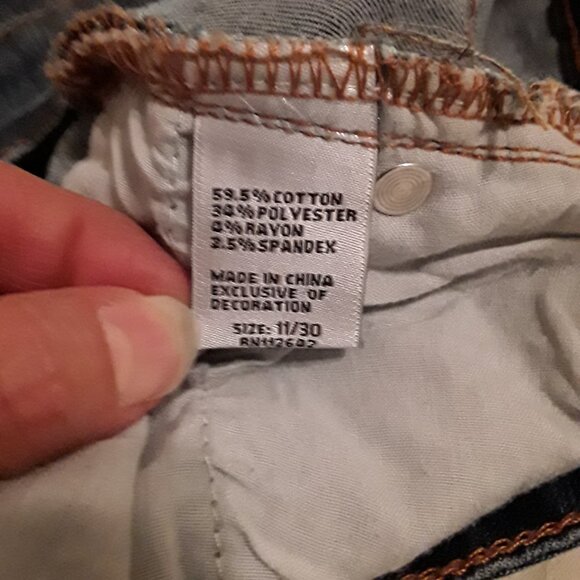 59.5% COTTON
34% POLYESTER
4% RAYON
2.5% SPANDEX
MADE IN CHINA
EXCLUSIVE OF
DECORATION
SIZE: 11/30
RN112642